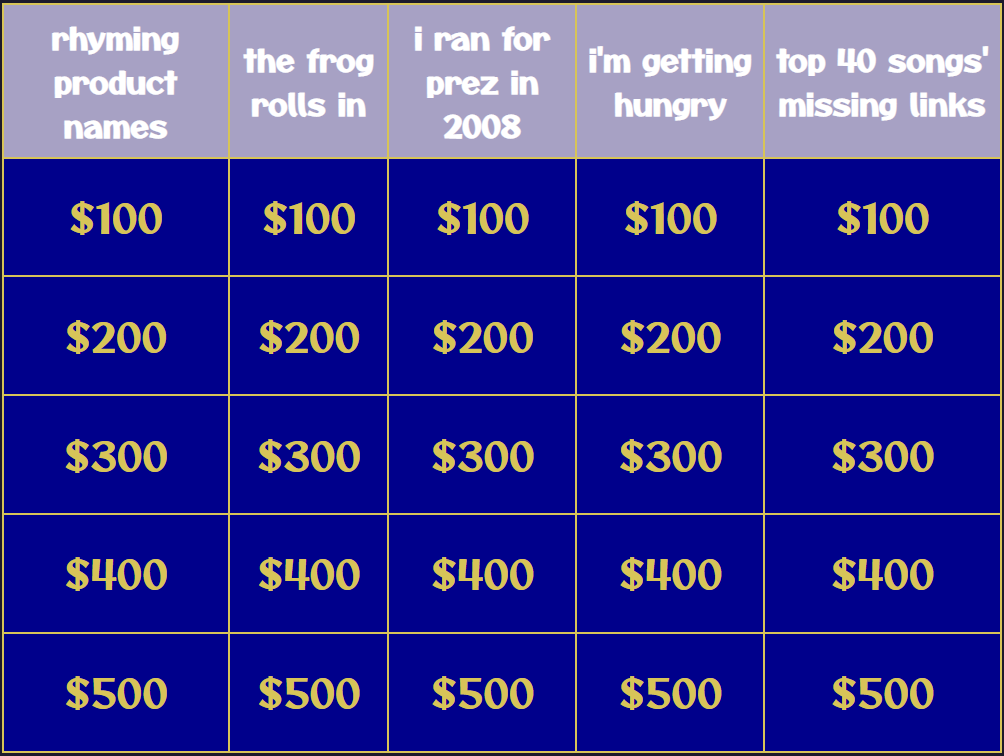 rhyming
product
names
the frog
rolls in
i ran for
prez in
2008
i'm getting
hungry
top 40 songs'
missing links
$100 $100 $100 $100 $100
$200 $200 $200 $200 $200
$300 $300 $300 $300 $300
$400 $400 $400 $400 $400
$500 $500 $500 $500 $500